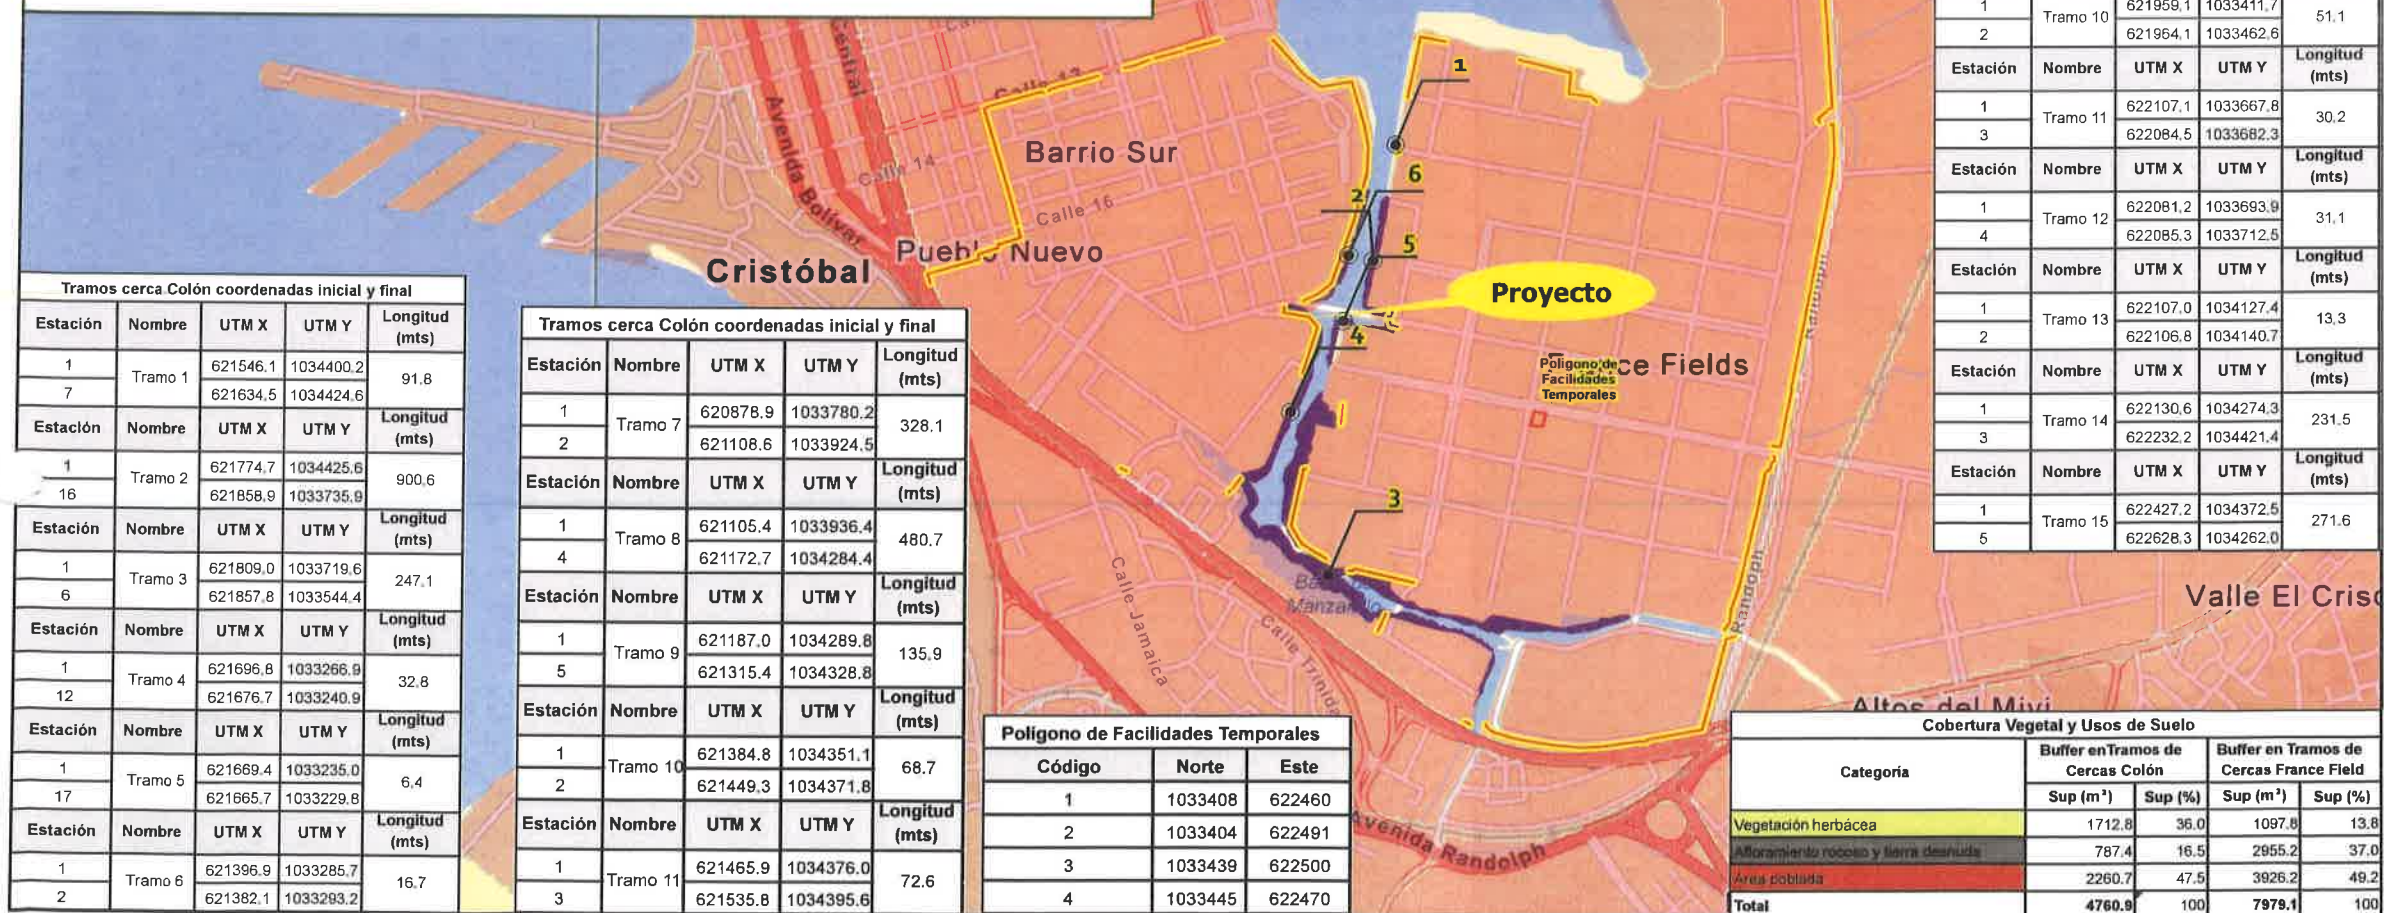 Tramos cerca Colón coordenadas inicial y final
Estación Nombre UTM X UTM Y Longitud (mts)
1 Tramo 1 621546.1 1034400.2 91.8
7 621634.5 1034424.6
Estación Nombre UTM X UTM Y Longitud (mts)
1 Tramo 2 621774.7 1034425.6 900.6
16 621858.9 1033735.9
Estación Nombre UTM X UTM Y Longitud (mts)
1 Tramo 3 621809.0 1033719.6 247.1
6 621857.8 1033544.4
Estación Nombre UTM X UTM Y Longitud (mts)
1 Tramo 4 621696.8 1033266.9 32.8
12 621676.7 1033240.9
Estación Nombre UTM X UTM Y Longitud (mts)
1 Tramo 5 621669.4 1033235.0 6.4
17 621665.7 1033229.8
Estación Nombre UTM X UTM Y Longitud (mts)
1 Tramo 6 621396.9 1033285.7 16.7
2 621382.1 1033293.2
Tramos cerca Colón coordenadas inicial y final
Estación Nombre UTM X UTM Y Longitud (mts)
1 Tramo 7 620878.9 1033780.2 328.1
2 621108.6 1033924.5
Estación Nombre UTM X UTM Y Longitud (mts)
1 Tramo 8 621105.4 1033936.4 480.7
4 621172.7 1034284.4
Estación Nombre UTM X UTM Y Longitud (mts)
1 Tramo 9 621187.0 1034289.8 135.9
5 621315.4 1034328.8
Estación Nombre UTM X UTM Y Longitud (mts)
1 Tramo 10 621384.8 1034351.1 68.7
2 621449.3 1034371.8
Estación Nombre UTM X UTM Y Longitud (mts)
1 Tramo 11 621465.9 1034376.0 72.6
3 621535.8 1034395.6
Central
Avenida Bolívar
Calle 14
Calle 16
Barrio Sur
Pueblo Nuevo
Cristóbal
1
6
2
5
4
3
Proyecto
France Fields
Poligono de
Facilidades
Temporales
Calle Jamaica
Calle Trinidad
Avenida Randolph
Randolph
Randolph
Valle El Crisc
Altos del Mivi
Poligono de Facilidades Temporales
Código Norte Este
1 1033408 622460
2 1033404 622491
3 1033439 622500
4 1033445 622470
1 Tramo 10 621959,1 1033411,7 51,1
2 621964,1 1033462,6
Estación Nombre UTM X UTM Y Longitud (mts)
1 Tramo 11 622107,1 1033667,8 30,2
3 622084,5 1033682,3
Estación Nombre UTM X UTM Y Longitud (mts)
1 Tramo 12 622081,2 1033693,9 31,1
4 622085,3 1033712,5
Estación Nombre UTM X UTM Y Longitud (mts)
1 Tramo 13 622107,0 1034127,4 13,3
2 622106,8 1034140,7
Estación Nombre UTM X UTM Y Longitud (mts)
1 Tramo 14 622130,6 1034274,3 231,5
3 622232,2 1034421,4
Estación Nombre UTM X UTM Y Longitud (mts)
1 Tramo 15 622427,2 1034372,5 271.6
5 622628,3 1034262,0
Cobertura Vegetal y Usos de Suelo
Categoría Buffer en Tramos de Cercas Colón Buffer en Tramos de Cercas France Field
Sup (m²) Sup (%) Sup (m²) Sup (%)
Vegetación herbácea 1712.8 36.0 1097.8 13.8
Afloramiento rocoso y tierra desnuda 787.4 16.5 2955.2 37.0
Area poblada 2260.7 47.5 3926.2 49.2
Total 4760.9 100 7979.1 100